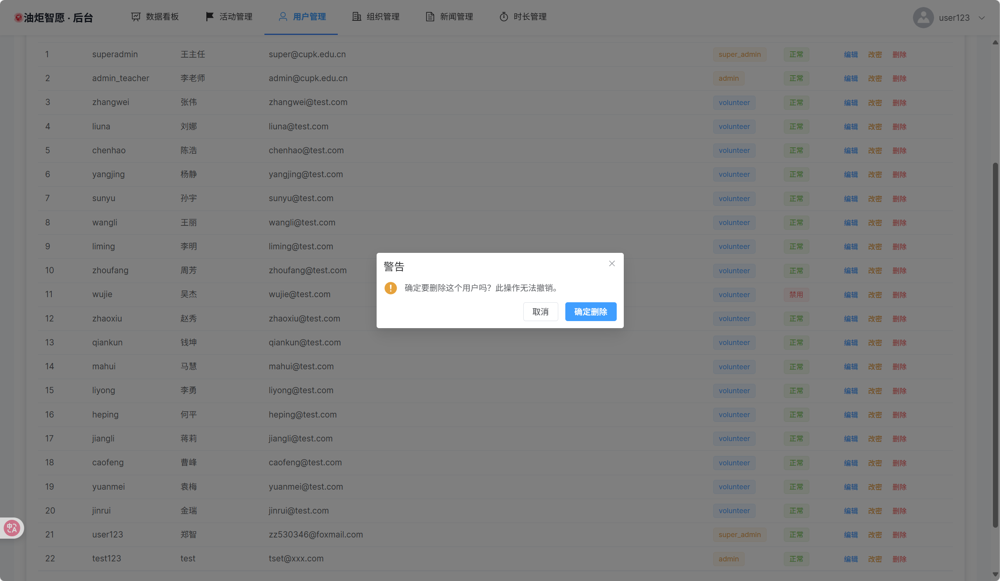 油炬智愿 · 后台 数据看板 活动管理 用户管理 组织管理 新闻管理 时长管理 user123
1 superadmin 王主任 super@cupk.edu.cn super_admin 正常 编辑 改密 删除
2 admin_teacher 李老师 admin@cupk.edu.cn admin 正常 编辑 改密 删除
3 zhangwei 张伟 zhangwei@test.com volunteer 正常 编辑 改密 删除
4 liuna 刘娜 liuna@test.com volunteer 正常 编辑 改密 删除
5 chenhao 陈浩 chenhao@test.com volunteer 正常 编辑 改密 删除
6 yangjing 杨静 yangjing@test.com volunteer 正常 编辑 改密 删除
7 sunyu 孙宇 sunyu@test.com volunteer 正常 编辑 改密 删除
8 wangli 王丽 wangli@test.com volunteer 正常 编辑 改密 删除
9 liming 李明 liming@test.com volunteer 正常 编辑 改密 删除
10 zhoufang 周芳 zhoufang@test.com volunteer 正常 编辑 改密 删除
11 wujie 吴杰 wujie@test.com volunteer 禁用 编辑 改密 删除
12 zhaoxiu 赵秀 zhaoxiu@test.com volunteer 正常 编辑 改密 删除
13 qiankun 钱坤 qiankun@test.com volunteer 正常 编辑 改密 删除
14 mahui 马慧 mahui@test.com volunteer 正常 编辑 改密 删除
15 liyong 李勇 liyong@test.com volunteer 正常 编辑 改密 删除
16 heping 何平 heping@test.com volunteer 正常 编辑 改密 删除
17 jiangli 蒋莉 jiangli@test.com volunteer 正常 编辑 改密 删除
18 caofeng 曹峰 caofeng@test.com volunteer 正常 编辑 改密 删除
19 yuanmei 袁梅 yuanmei@test.com volunteer 正常 编辑 改密 删除
20 jinrui 金瑞 jinrui@test.com volunteer 正常 编辑 改密 删除
21 user123 郑智 zz530346@foxmail.com super_admin 正常 编辑 改密 删除
22 test123 test tset@xxx.com admin 正常 编辑 改密 删除
警告
确定要删除这个用户吗？此操作无法撤销。
取消 确定删除
中A